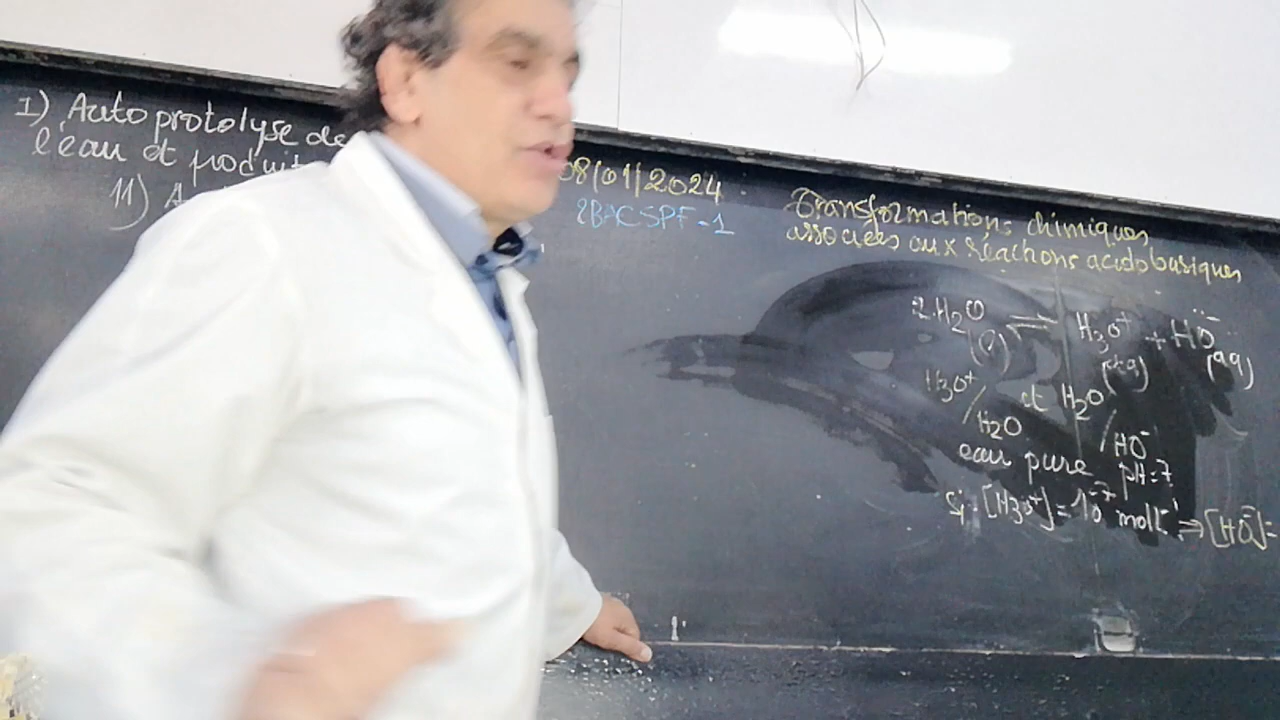 1) Autoprotolyse de
l'eau et produit
11) A
08/01/2024
2BACSPF-1
Transformations chimiques
associées aux réactions acidobasiques
2H₂O ⇌ H₃O⁺ + HO⁻
(l) (aq) (aq)
H₃O⁺/H₂O et H₂O/HO⁻
eau pure pH=7
Si [H₃O⁺]=10⁻⁷ mol L⁻¹ ⇒ [HO⁻]=